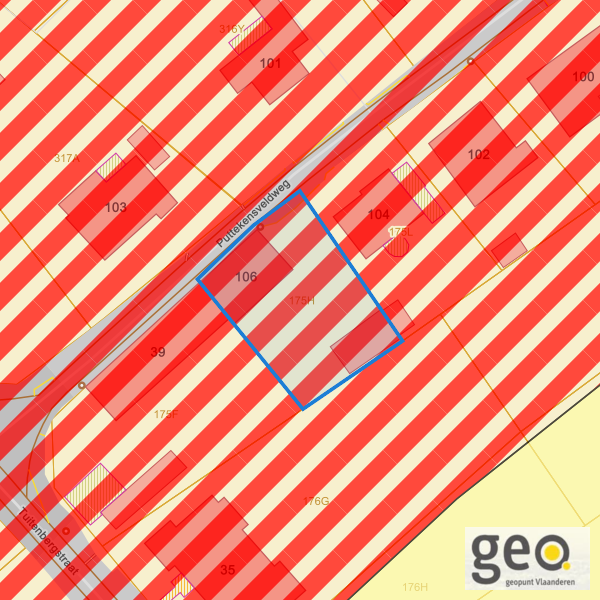 316Y
101
100
102
317A
103
104
175L
Puttekensveldweg
106
175H
39
175F
176G
Tuitenbergstraat
35
176H
geo
geopunt Vlaanderen